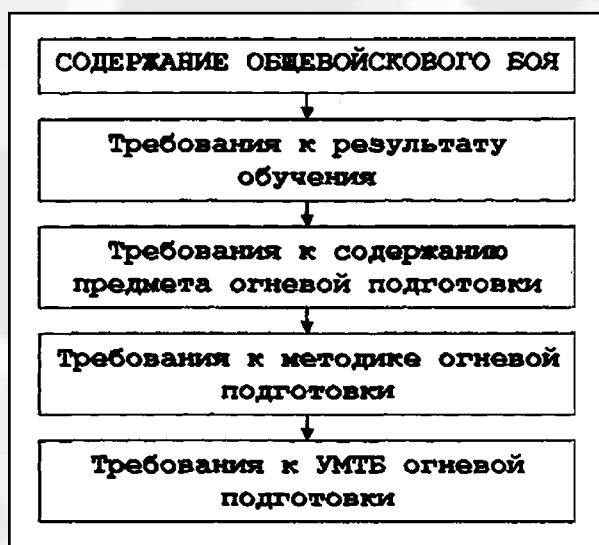 СОДЕРЖАНИЕ ОБЩЕВОЙСКОВОГО БОЯ
Требования к результату
обучения
Требования к содержанию
предмета огневой подготовки
Требования к методике огневой
подготовки
Требования к УМТБ огневой
подготовки